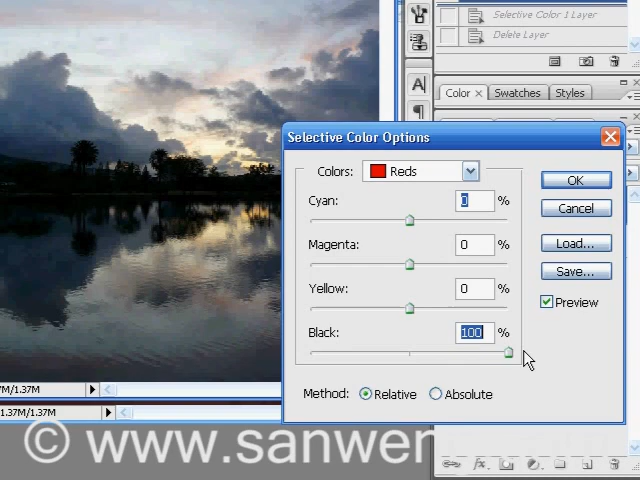 Selective Color 1 Layer
Delete Layer
Color × Swatches Styles
Selective Color Options
Colors: Reds
Cyan: 0 %
Magenta: 0 %
Yellow: 0 %
Black: 100 %
Method: Relative Absolute
OK
Cancel
Load...
Save...
Preview
M/1.37M
1.37M/1.37M
© www.sanwen